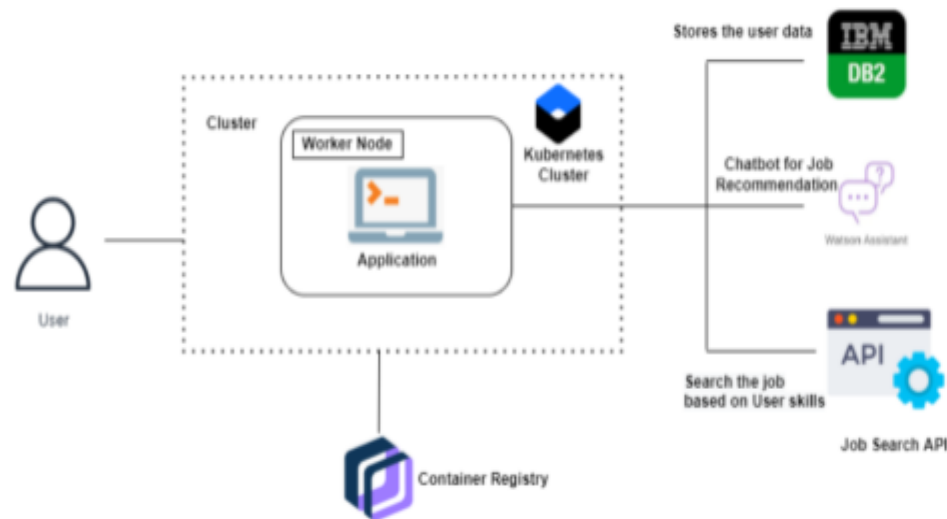 Stores the user data
IBM
DB2
Cluster
Worker Node
Kubernetes
Cluster
Chatbot for Job
Recommendation
Watson Assistant
Application
User
API
Search the job
based on User skills
Job Search API
Container Registry